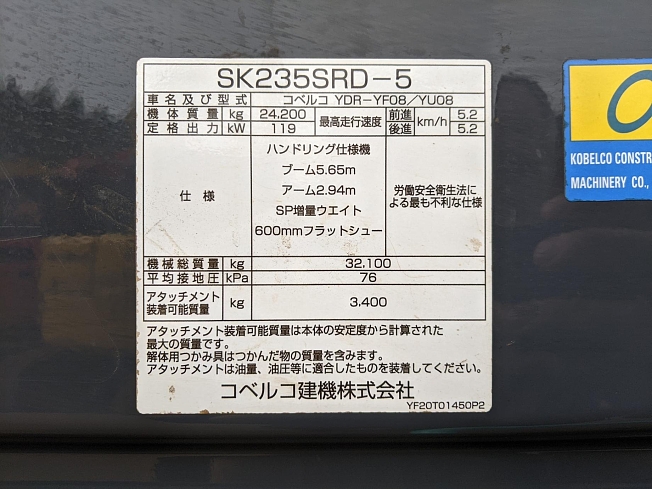 SK235SRD-5
車名及び型式 コベルコ YDR-YF08/YU08
機体質量 kg 24,200 最高走行速度 前進 km/h 5.2
定格出力 kW 119 後進 5.2
仕様 ハンドリング仕様機
ブーム5.65m
アーム2.94m
SP増量ウエイト
600mmフラットシュー
労働安全衛生法に
よる最も不利な仕様
機械総質量 kg 32,100
平均接地圧 kPa 76
アタッチメント
装着可能質量 kg 3,400
アタッチメント装着可能質量は本体の安定度から計算された
最大の質量です。
解体用つかみ具はつかんだ物の質量を含みます。
アタッチメントは油量、油圧等に適合したものを装着してください。
コベルコ建機株式会社
YF20T01450P2
KOBELCO CONSTR
MACHINERY CO.,